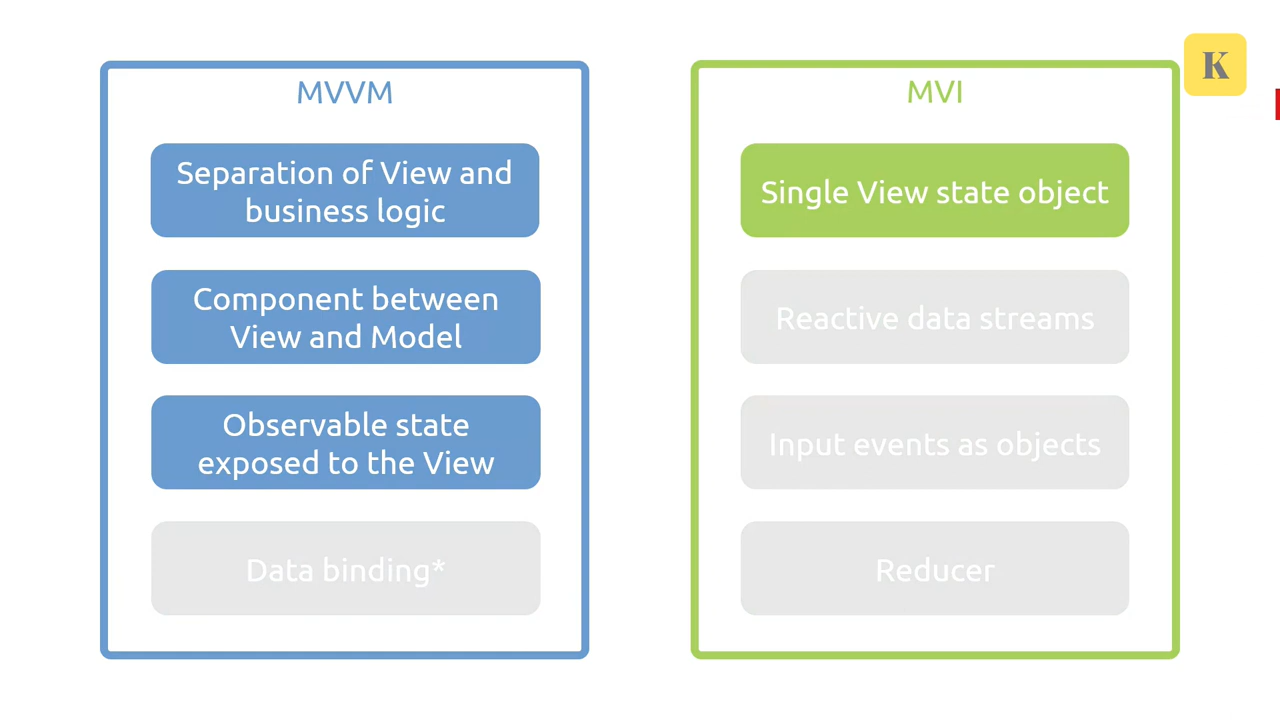 MVVM
Separation of View and
business logic
Component between
View and Model
Observable state
exposed to the View
Data binding*
MVI
Single View state object
Reactive data streams
Input events as objects
Reducer
K